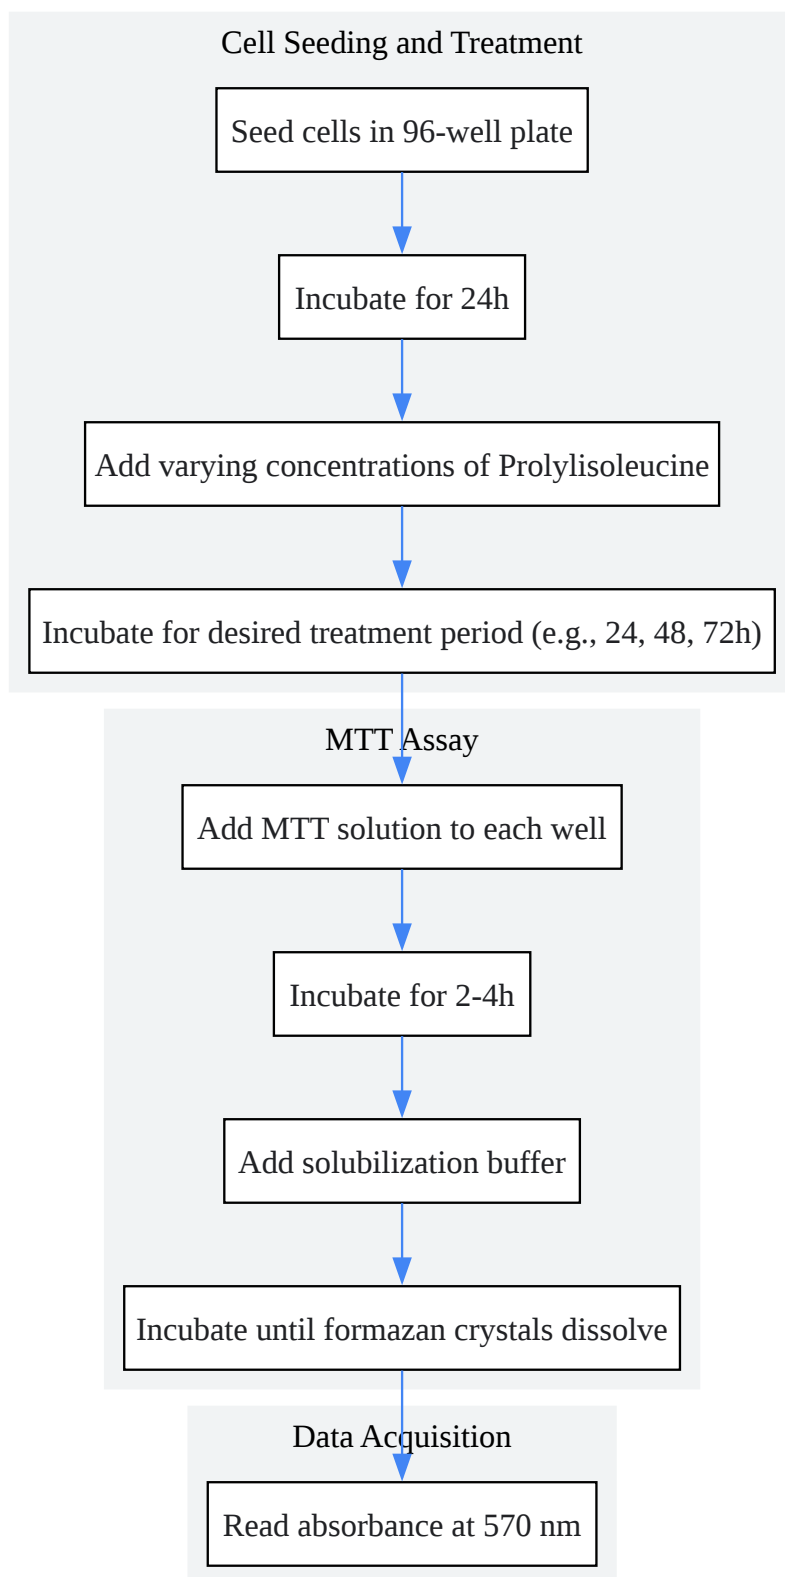 Cell Seeding and Treatment
Seed cells in 96-well plate
Incubate for 24h
Add varying concentrations of Prolylisoleucine
Incubate for desired treatment period (e.g., 24, 48, 72h)
MTT Assay
Add MTT solution to each well
Incubate for 2-4h
Add solubilization buffer
Incubate until formazan crystals dissolve
Data Acquisition
Read absorbance at 570 nm